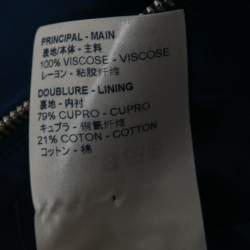 PRINCIPAL - MAIN
表地/本体 - 主料
100% VISCOSE - VISCOSE
レーヨン - 粘胶纤维
DOUBLURE - LINING
裏地 - 内衬
79% CUPRO - CUPRO
キュプラ - 铜氨纤维
21% COTON - COTTON
コットン - 棉